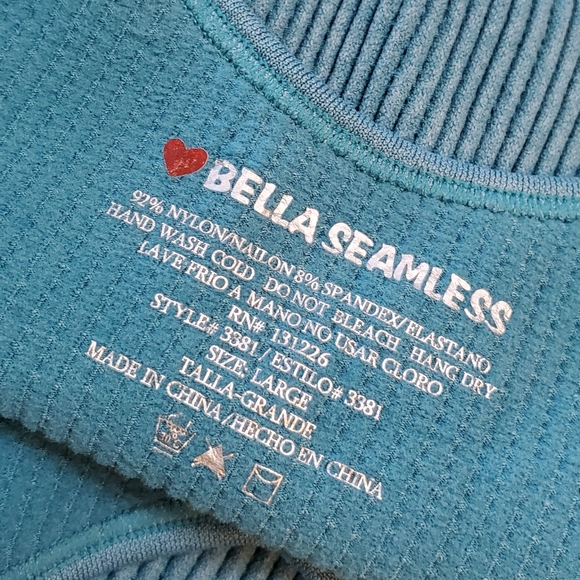 BELLA SEAMLESS
92% NYLON/NAILON 8% SPANDEX/ELASTANO
HAND WASH COLD DO NOT BLEACH HANG DRY
LAVE FRIO A MANO NO USAR CLORO
RN# 131226
STYLE# 3381 / ESTILO# 3381
SIZE: LARGE
TALLA-GRANDE
MADE IN CHINA/HECHO EN CHINA